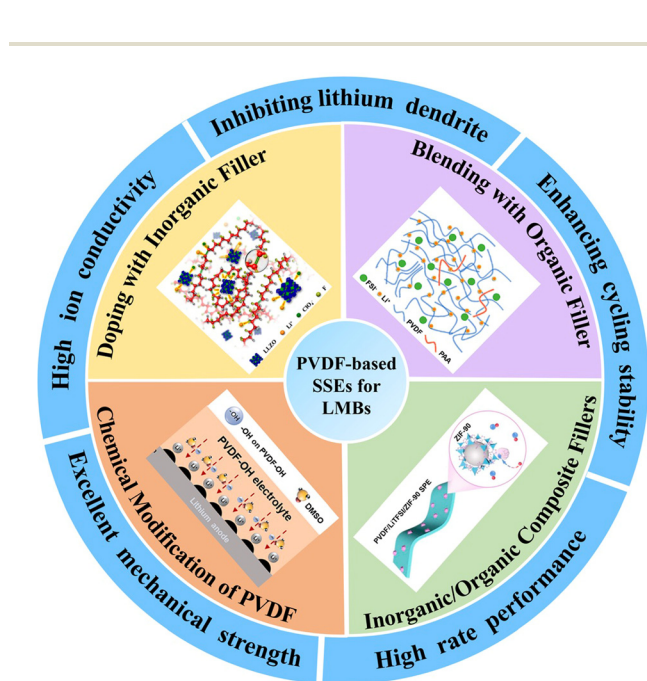 Inhibiting lithium dendrite
Enhancing cycling stability
High rate performance
Excellent mechanical strength
High ion conductivity
Doping with Inorganic Filler
LLZO
Li⁺
ClO₄
F
Blending with Organic Filler
FSI⁻
Li⁺
PVDF
PAA
PVDF-based
SSEs for
LMBs
Chemical Modification of PVDF
-OH
-OH on PVDF-OH
DMSO
PVDF-OH electrolyte
Lithium anode
Inorganic/Organic Composite Fillers
ZIF-90
PVDF/LiTFSI/ZIF-90 SPE